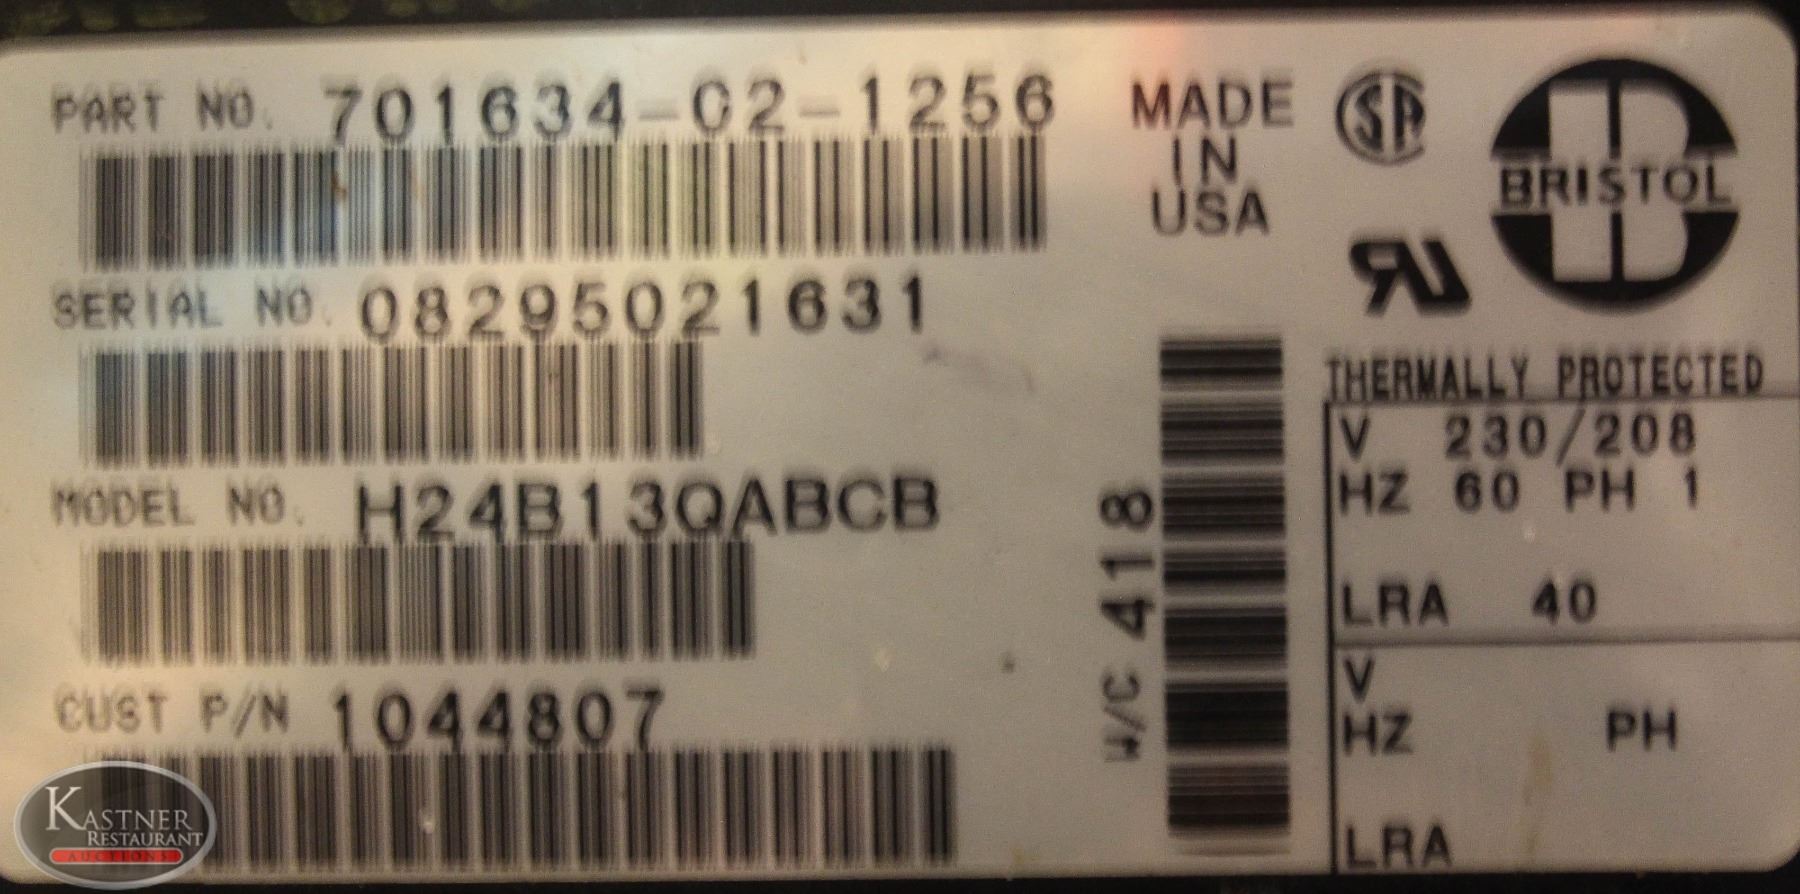 PART NO. 701634-02-1256
MADE
IN
USA
BRISTOL
SERIAL NO. 08295021631
THERMALLY PROTECTED
V 230/208
HZ 60 PH 1
LRA 40
MODEL NO. H24B13QABCB
W/C 418
CUST P/N 1044807
V
HZ PH
LRA
KASTNER
RESTAURANT
AUCTIONS